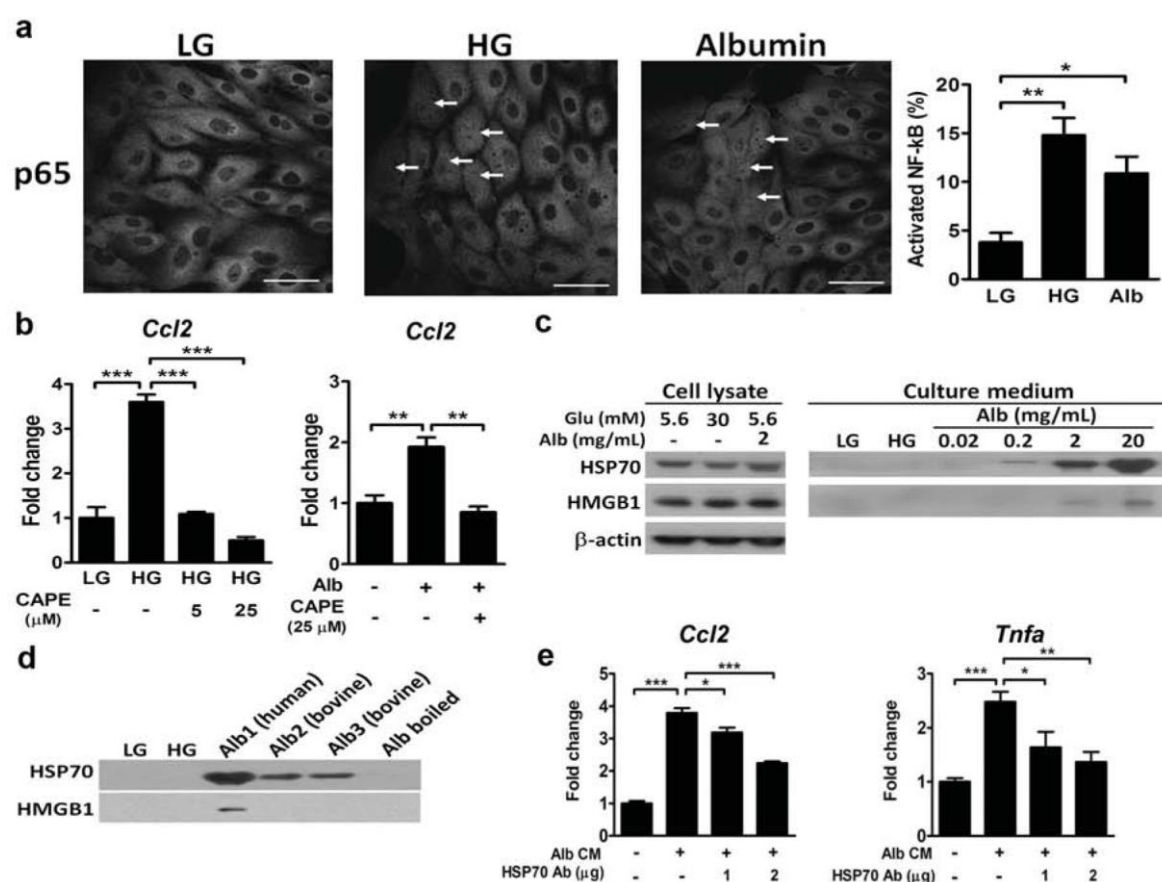 a
LG
HG
Albumin
p65
Activated NF-kB (%)
20
15
10
5
0
*
**
LG HG Alb
b
Ccl2
Fold change
4
3
2
1
0
***
*** ***
LG HG HG HG
CAPE (µM) - - 5 25
Ccl2
Fold change
3
2
1
0
** **
Alb - + +
CAPE (25 µM) - - +
c
Cell lysate
Glu (mM) 5.6 30 5.6
Alb (mg/mL) - - 2
HSP70
HMGB1
β-actin
Culture medium
Alb (mg/mL)
LG HG 0.02 0.2 2 20
d
LG HG Alb1 (human) Alb2 (bovine) Alb3 (bovine) Alb boiled
HSP70
HMGB1
e
Ccl2
Fold change
5
4
3
2
1
0
***
*** *
Alb CM - + + +
HSP70 Ab (µg) - - 1 2
Tnfa
Fold change
3
2
1
0
**
*** *
Alb CM - + + +
HSP70 Ab (µg) - - 1 2